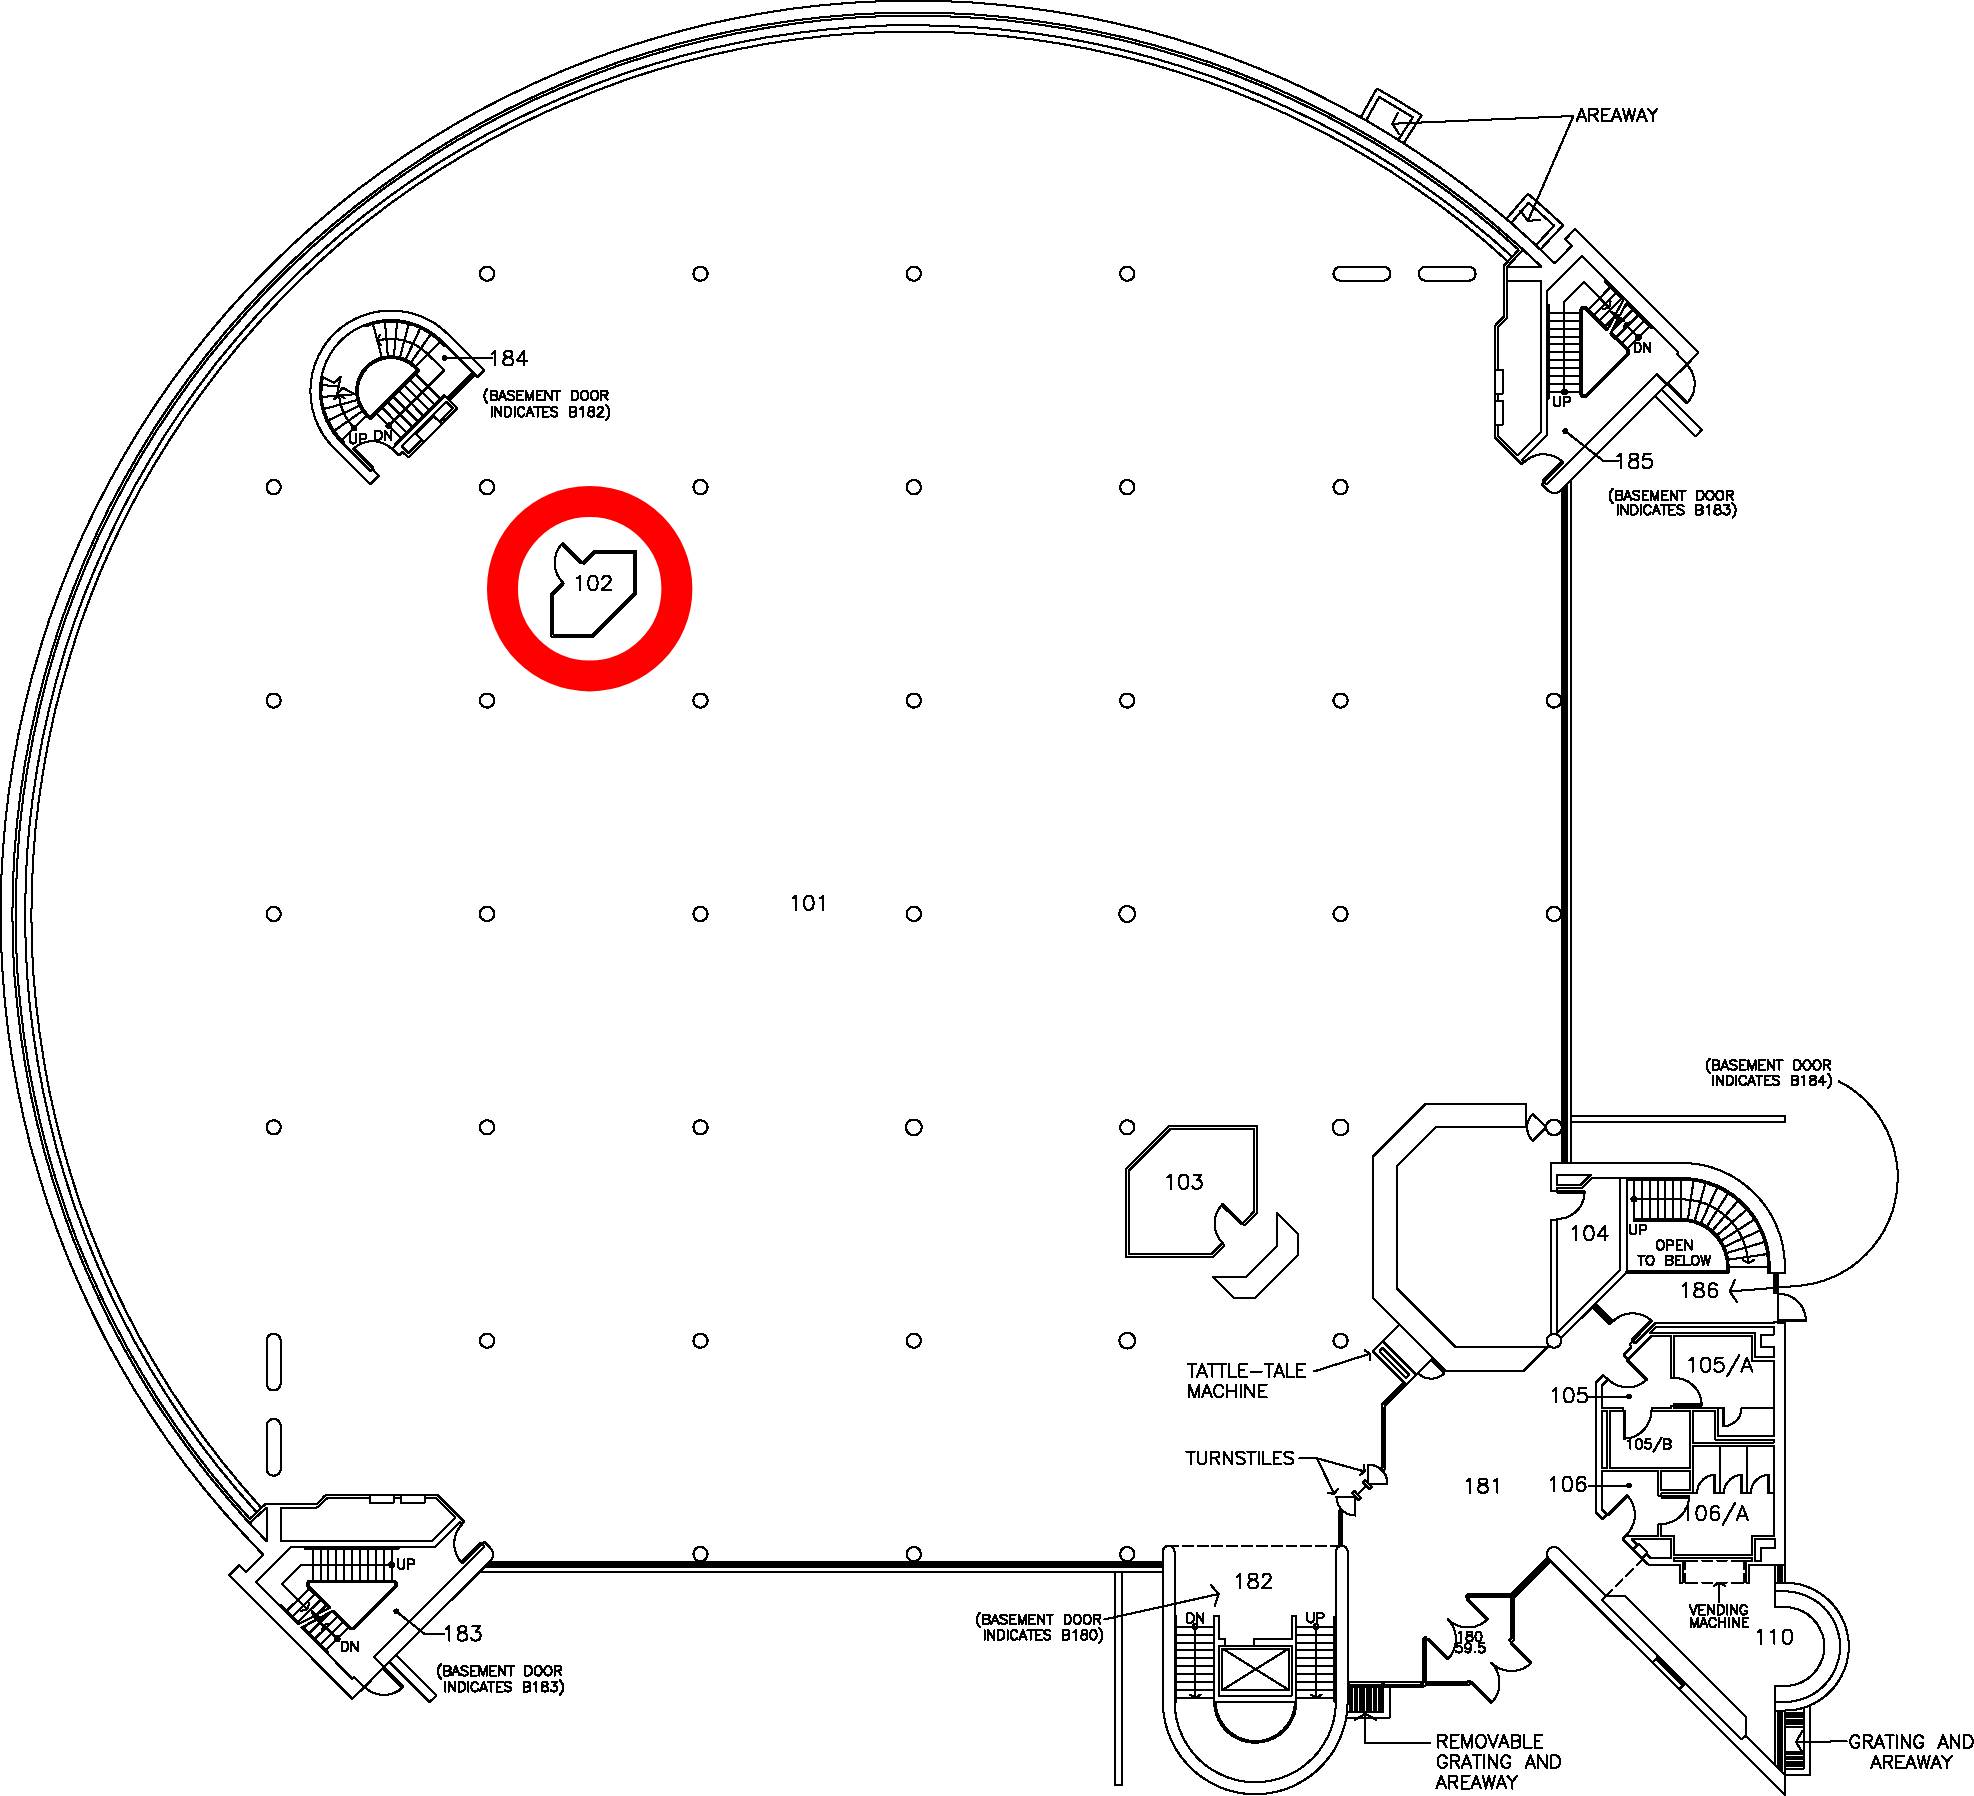 AREAWAY
184
(BASEMENT DOOR
INDICATES B182)
UP
DN
DN
UP
185
(BASEMENT DOOR
INDICATES B183)
102
101
(BASEMENT DOOR
INDICATES B184)
103
104
UP
OPEN
TO BELOW
186
TATTLE-TALE
MACHINE
105
105/A
105/B
TURNSTILES
181
106
106/A
UP
DN
183
(BASEMENT DOOR
INDICATES B183)
182
(BASEMENT DOOR
INDICATES B180)
DN
UP
180
59.5
VENDING
MACHINE
110
REMOVABLE
GRATING AND
AREAWAY
GRATING AND
AREAWAY